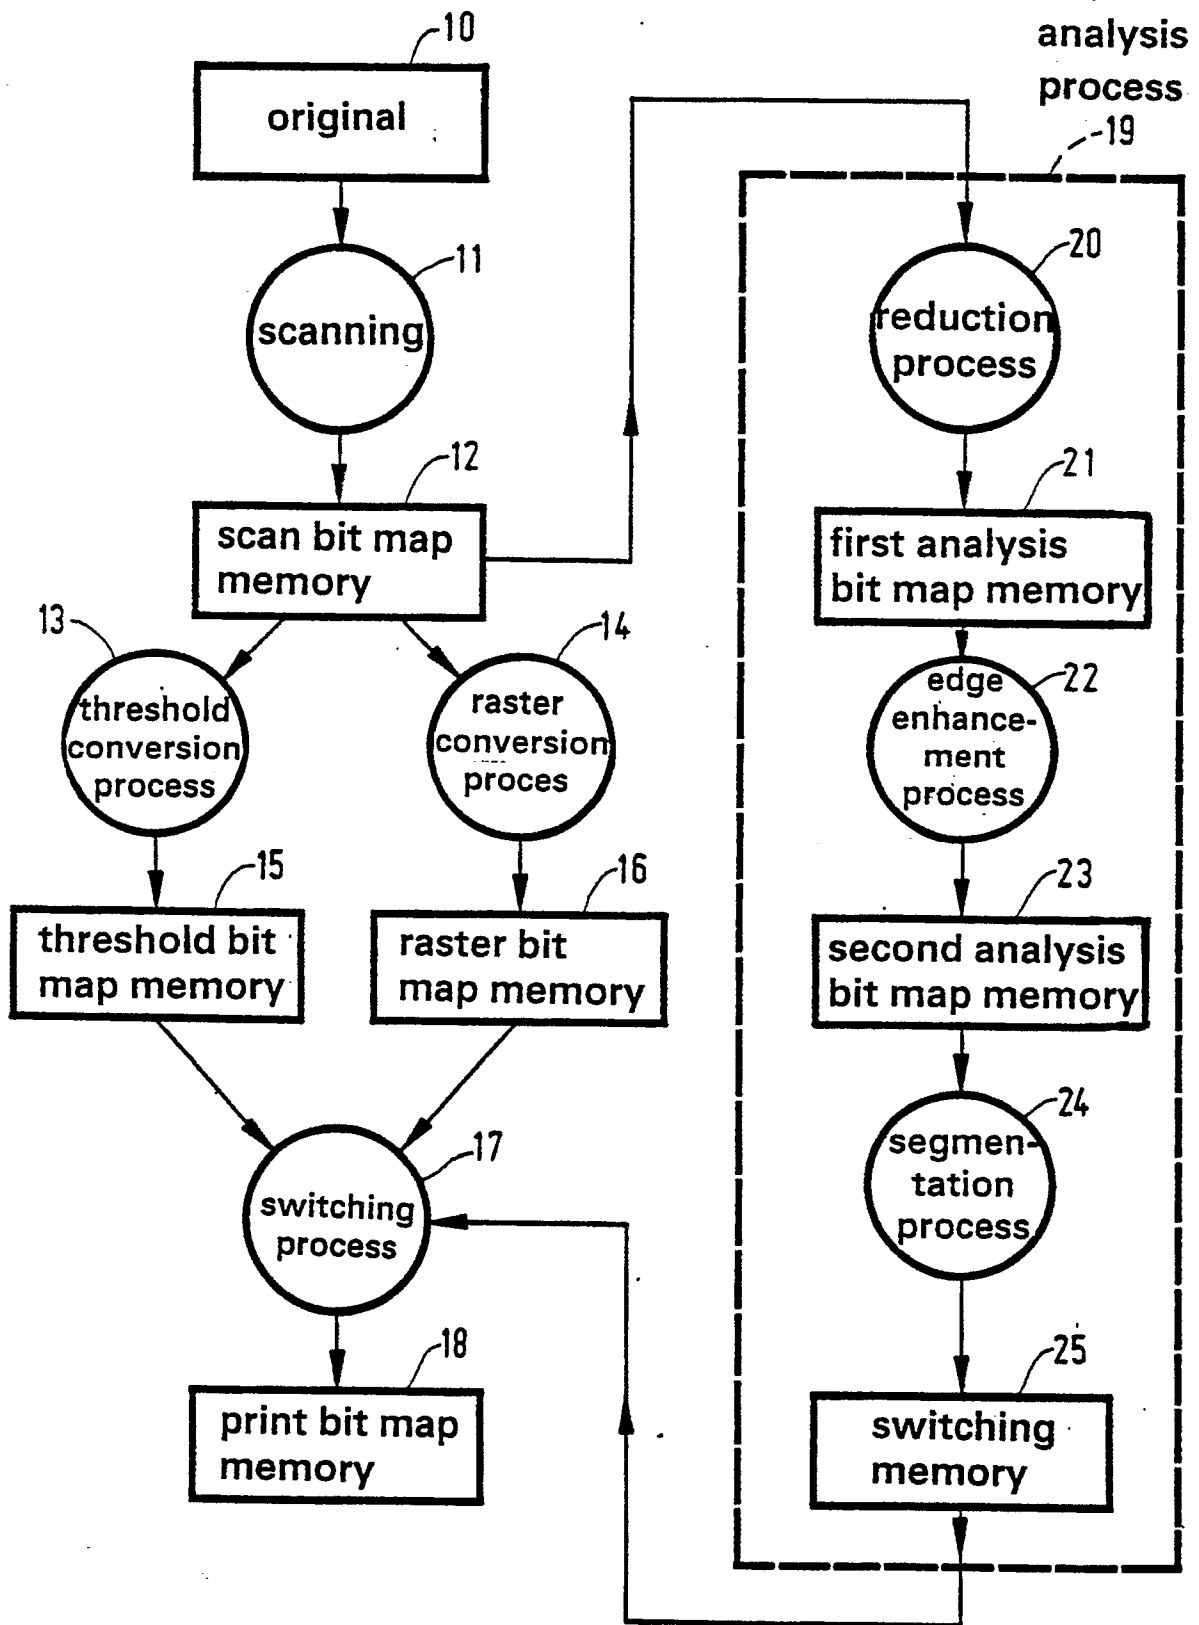 10
original
11
scanning
12
scan bit map
memory
13
threshold
conversion
process
14
raster
conversion
proces
15
threshold bit
map memory
16
raster bit
map memory
17
switching
process
18
print bit map
memory
analysis
process
19
20
reduction
process
21
first analysis
bit map memory
22
edge
enhance-
ment
process
23
second analysis
bit map memory
24
segmen-
tation
process
25
switching
memory